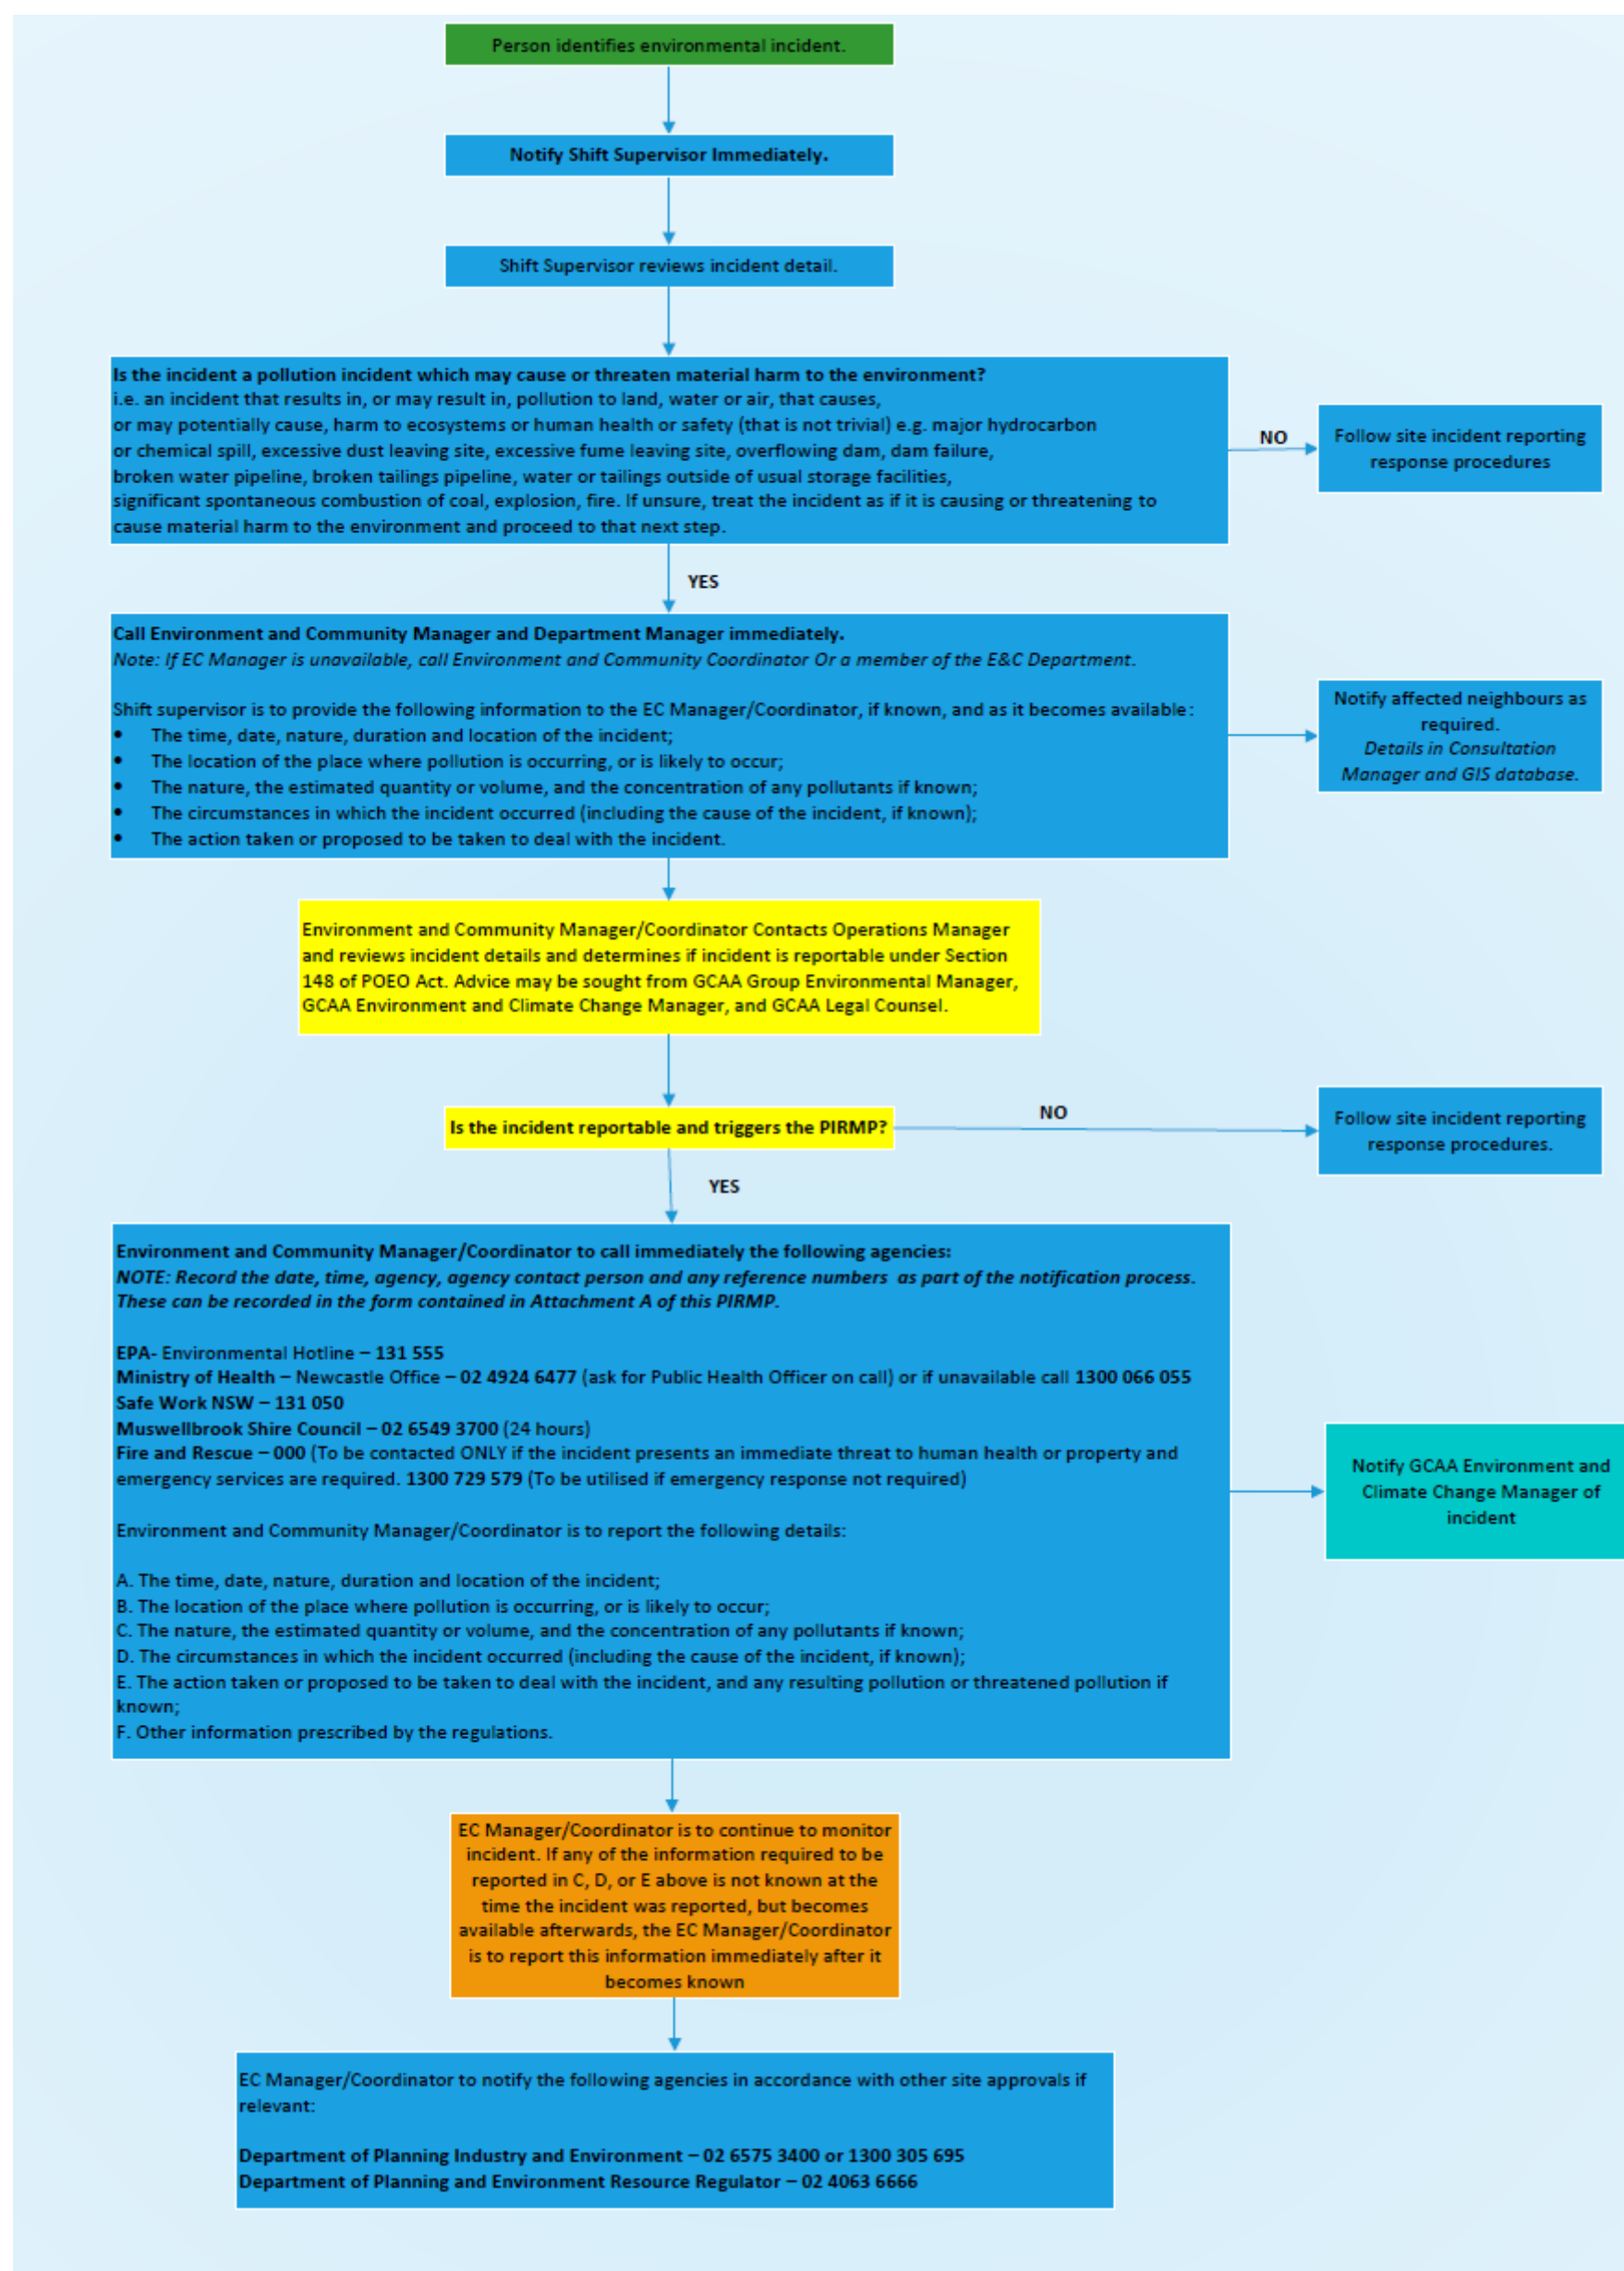 Person identifies environmental incident.
Notify Shift Supervisor Immediately.
Shift Supervisor reviews incident detail.
Is the incident a pollution incident which may cause or threaten material harm to the environment?
i.e. an incident that results in, or may result in, pollution to land, water or air, that causes,
or may potentially cause, harm to ecosystems or human health or safety (that is not trivial) e.g. major hydrocarbon
or chemical spill, excessive dust leaving site, excessive fume leaving site, overflowing dam, dam failure,
broken water pipeline, broken tailings pipeline, water or tailings outside of usual storage facilities,
significant spontaneous combustion of coal, explosion, fire. If unsure, treat the incident as if it is causing or threatening to
cause material harm to the environment and proceed to that next step.
NO
Follow site incident reporting
response procedures
YES
Call Environment and Community Manager and Department Manager immediately.
Note: If EC Manager is unavailable, call Environment and Community Coordinator Or a member of the E&C Department.
Shift supervisor is to provide the following information to the EC Manager/Coordinator, if known, and as it becomes available:
• The time, date, nature, duration and location of the incident;
• The location of the place where pollution is occurring, or is likely to occur;
• The nature, the estimated quantity or volume, and the concentration of any pollutants if known;
• The circumstances in which the incident occurred (including the cause of the incident, if known);
• The action taken or proposed to be taken to deal with the incident.
Notify affected neighbours as
required.
Details in Consultation
Manager and GIS database.
Environment and Community Manager/Coordinator Contacts Operations Manager
and reviews incident details and determines if incident is reportable under Section
148 of POEO Act. Advice may be sought from GCAA Group Environmental Manager,
GCAA Environment and Climate Change Manager, and GCAA Legal Counsel.
Is the incident reportable and triggers the PIRMP?
NO
Follow site incident reporting
response procedures.
YES
Environment and Community Manager/Coordinator to call immediately the following agencies:
NOTE: Record the date, time, agency, agency contact person and any reference numbers as part of the notification process.
These can be recorded in the form contained in Attachment A of this PIRMP.
EPA- Environmental Hotline – 131 555
Ministry of Health – Newcastle Office – 02 4924 6477 (ask for Public Health Officer on call) or if unavailable call 1300 066 055
Safe Work NSW – 131 050
Muswellbrook Shire Council – 02 6549 3700 (24 hours)
Fire and Rescue – 000 (To be contacted ONLY if the incident presents an immediate threat to human health or property and
emergency services are required. 1300 729 579 (To be utilised if emergency response not required)
Environment and Community Manager/Coordinator is to report the following details:
A. The time, date, nature, duration and location of the incident;
B. The location of the place where pollution is occurring, or is likely to occur;
C. The nature, the estimated quantity or volume, and the concentration of any pollutants if known;
D. The circumstances in which the incident occurred (including the cause of the incident, if known);
E. The action taken or proposed to be taken to deal with the incident, and any resulting pollution or threatened pollution if
known;
F. Other information prescribed by the regulations.
Notify GCAA Environment and
Climate Change Manager of
incident
EC Manager/Coordinator is to continue to monitor
incident. If any of the information required to be
reported in C, D, or E above is not known at the
time the incident was reported, but becomes
available afterwards, the EC Manager/Coordinator
is to report this information immediately after it
becomes known
EC Manager/Coordinator to notify the following agencies in accordance with other site approvals if
relevant:
Department of Planning Industry and Environment – 02 6575 3400 or 1300 305 695
Department of Planning and Environment Resource Regulator – 02 4063 6666